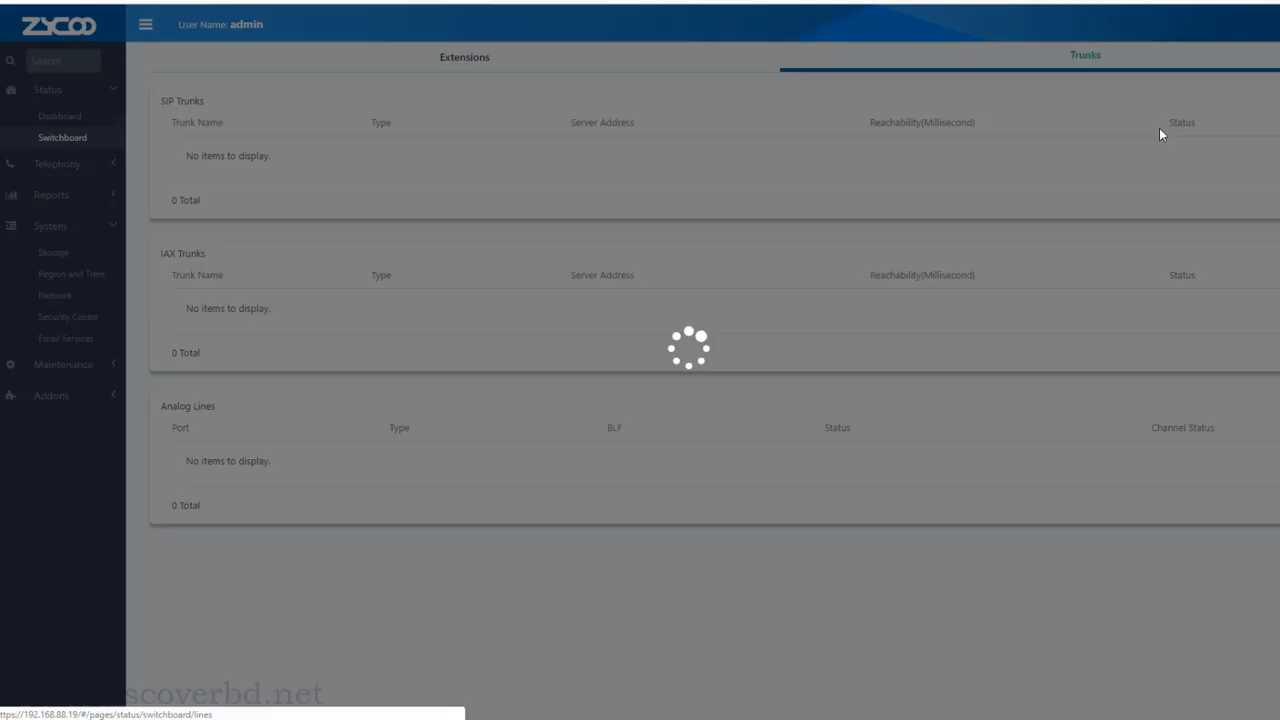 ZYCOO
User Name: admin
Search
Status
Dashboard
Switchboard
Telephony
Reports
System
Storage
Region and Time
Network
Security Center
Email Services
Maintenance
Addons
Extensions
Trunks
SIP Trunks
Trunk Name Type Server Address Reachability(Millisecond) Status
No items to display.
0 Total
IAX Trunks
Trunk Name Type Server Address Reachability(Millisecond) Status
No items to display.
0 Total
Analog Lines
Port Type BLF Status Channel Status
No items to display.
0 Total
scoverbd.net
ttps://192.168.88.19/#/pages/status/switchboard/lines